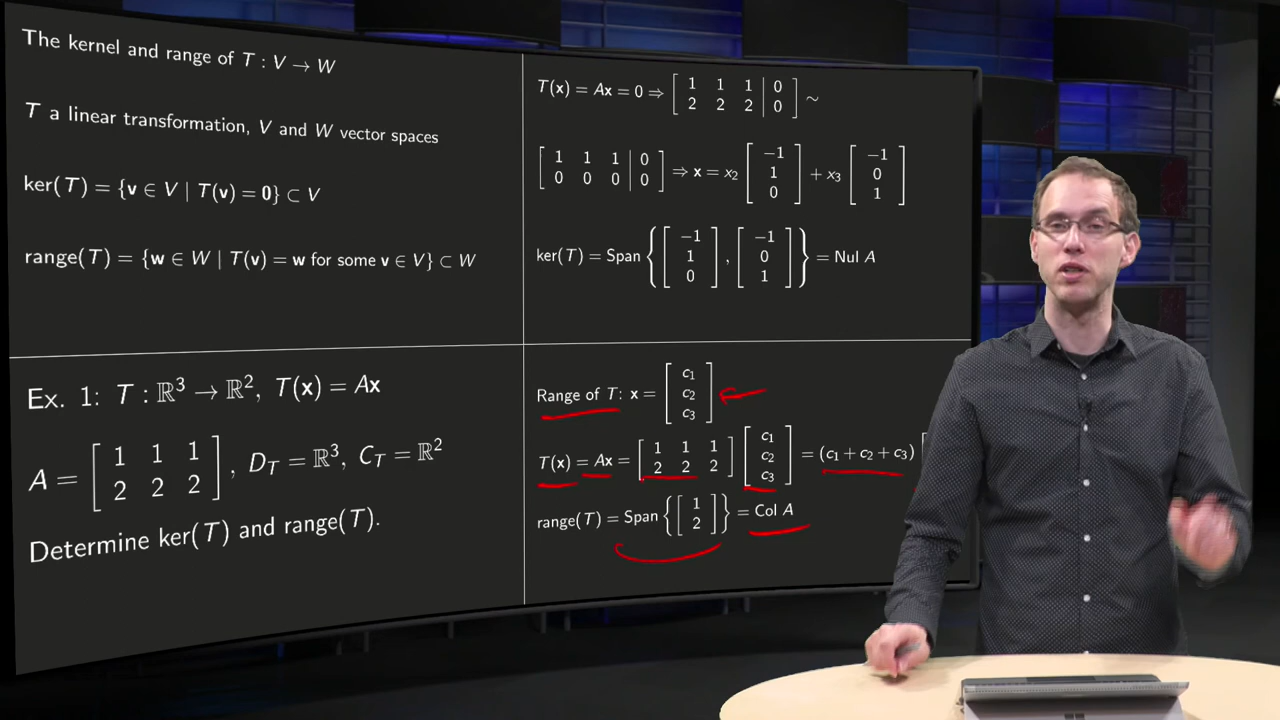 The kernel and range of T : V → W
T a linear transformation, V and W vector spaces
ker(T) = {v ∈ V | T(v) = 0} ⊂ V
range(T) = {w ∈ W | T(v) = w for some v ∈ V} ⊂ W
T(x) = Ax = 0 ⇒ [ 1 1 1 | 0 ; 2 2 2 | 0 ] ~
[ 1 1 1 | 0 ; 0 0 0 | 0 ] ⇒ x = x₂ [ −1 ; 1 ; 0 ] + x₃ [ −1 ; 0 ; 1 ]
ker(T) = Span { [ −1 ; 1 ; 0 ] , [ −1 ; 0 ; 1 ] } = Nul A
Ex. 1: T : ℝ³ → ℝ², T(x) = Ax
A = [ 1 1 1 ; 2 2 2 ] , D_T = ℝ³, C_T = ℝ²
Determine ker(T) and range(T).
Range of T: x = [ c₁ ; c₂ ; c₃ ]
T(x) = Ax = [ 1 1 1 ; 2 2 2 ] [ c₁ ; c₂ ; c₃ ] = (c₁ + c₂ + c₃) [
range(T) = Span { [ 1 ; 2 ] } = Col A